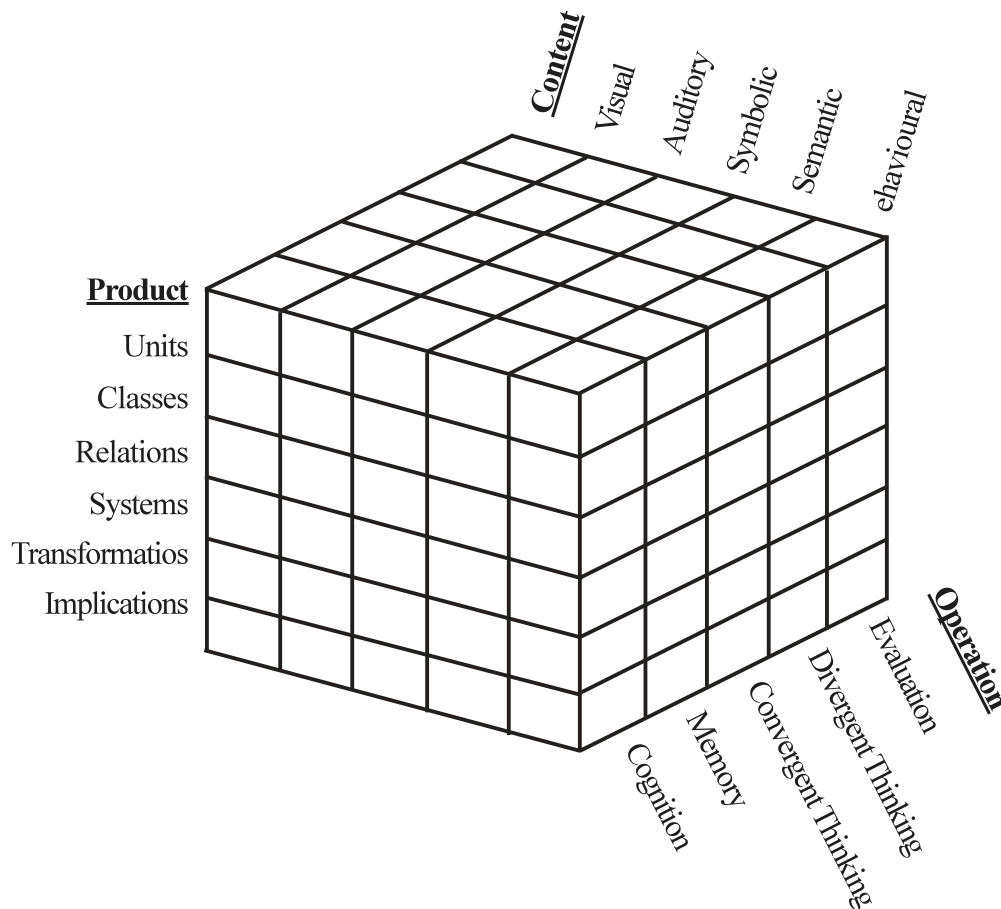 Content
Visual
Auditory
Symbolic
Semantic
ehavioural
Product
Units
Classes
Relations
Systems
Transformatios
Implications
Operation
Evaluation
Divergent Thinking
Convergent Thinking
Memory
Cognition